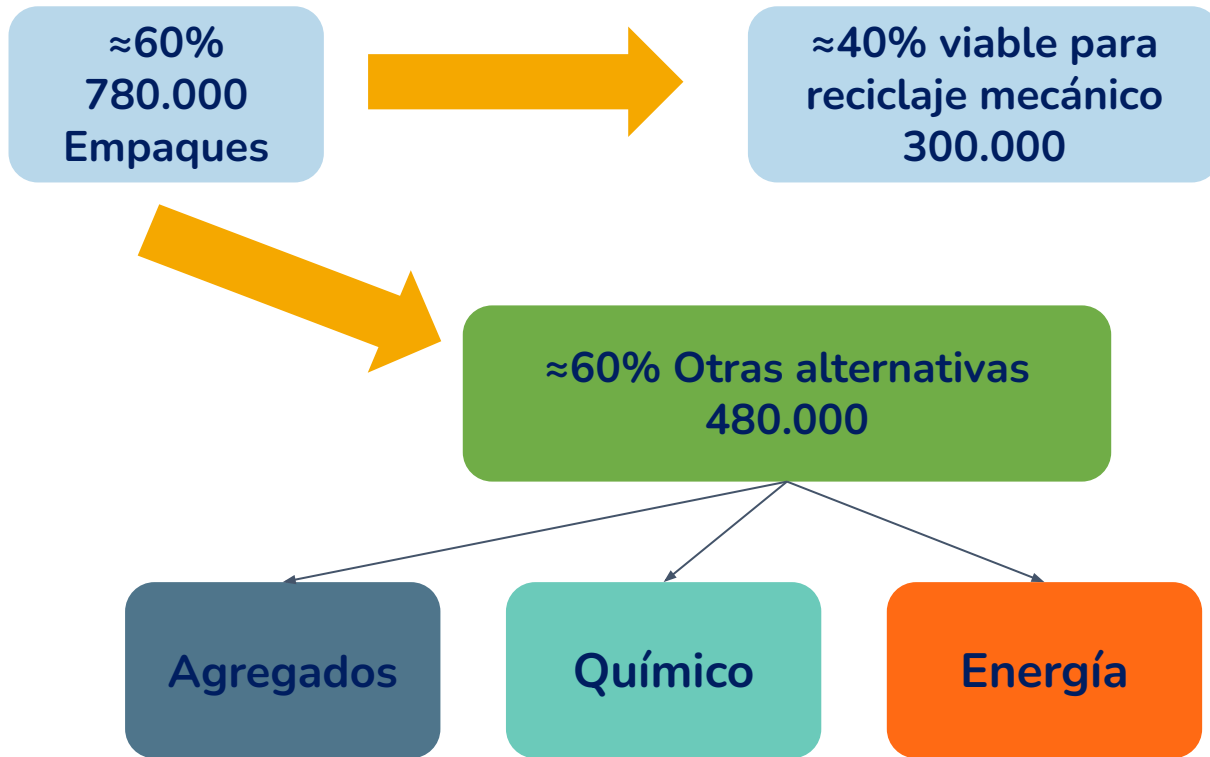 ≈60%
780.000
Empaques
≈40% viable para
reciclaje mecánico
300.000
≈60% Otras alternativas
480.000
Agregados
Químico
Energía